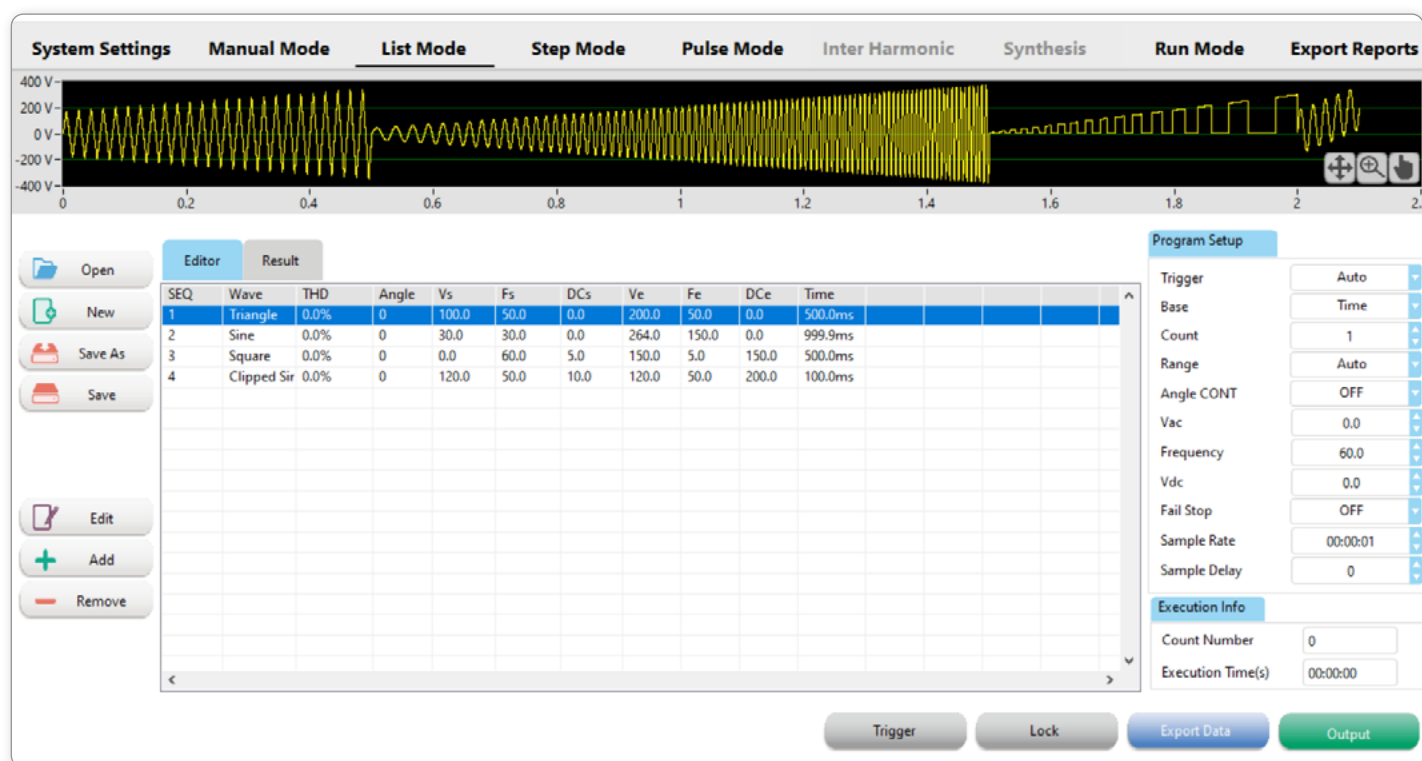 System Settings Manual Mode List Mode Step Mode Pulse Mode Inter Harmonic Synthesis Run Mode Export Reports
400 V
200 V
0 V
-200 V
-400 V
0 0.2 0.4 0.6 0.8 1 1.2 1.4 1.6 1.8 2 2.
Open
New
Save As
Save
Edit
Add
Remove
Editor Result
SEQ Wave THD Angle Vs Fs DCs Ve Fe DCe Time
1 Triangle 0.0% 0 100.0 50.0 0.0 200.0 50.0 0.0 500.0ms
2 Sine 0.0% 0 30.0 30.0 0.0 264.0 150.0 0.0 999.9ms
3 Square 0.0% 0 0.0 60.0 5.0 150.0 5.0 150.0 500.0ms
4 Clipped Sir 0.0% 0 120.0 50.0 10.0 120.0 50.0 200.0 100.0ms
Program Setup
Trigger Auto
Base Time
Count 1
Range Auto
Angle CONT OFF
Vac 0.0
Frequency 60.0
Vdc 0.0
Fail Stop OFF
Sample Rate 00:00:01
Sample Delay 0
Execution Info
Count Number 0
Execution Time(s) 00:00:00
Trigger Lock Export Data Output